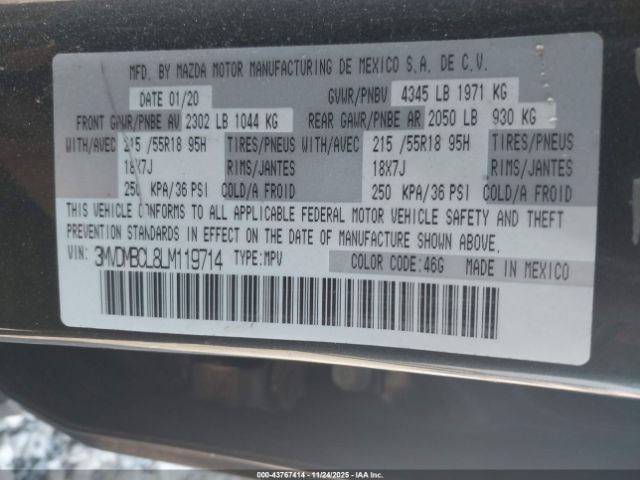 MFD. BY MAZDA MOTOR MANUFACTURING DE MEXICO S.A. DE C.V.
DATE 01/20 GVWR/PNBV 4345 LB 1971 KG
FRONT GAWR/PNBE AV 2302 LB 1044 KG REAR GAWR/PNBE AR 2050 LB 930 KG
WITH/AVEC 215 /55R18 95H TIRES/PNEUS WITH/AVEC 215 /55R18 95H TIRES/PNEUS
18X7J RIMS/JANTES 18X7J RIMS/JANTES
250 KPA/36 PSI COLD/A FROID 250 KPA/36 PSI COLD/A FROID
THIS VEHICLE CONFORMS TO ALL APPLICABLE FEDERAL MOTOR VEHICLE SAFETY AND THEFT
PREVENTION STANDARDS IN EFFECT ON THE DATE OF MANUFACTURE SHOWN ABOVE.
VIN: 3MVDMBCL8LM119714 TYPE:MPV COLOR CODE:46G MADE IN MEXICO
000-43767414 - 11/24/2025 - IAAI.COM